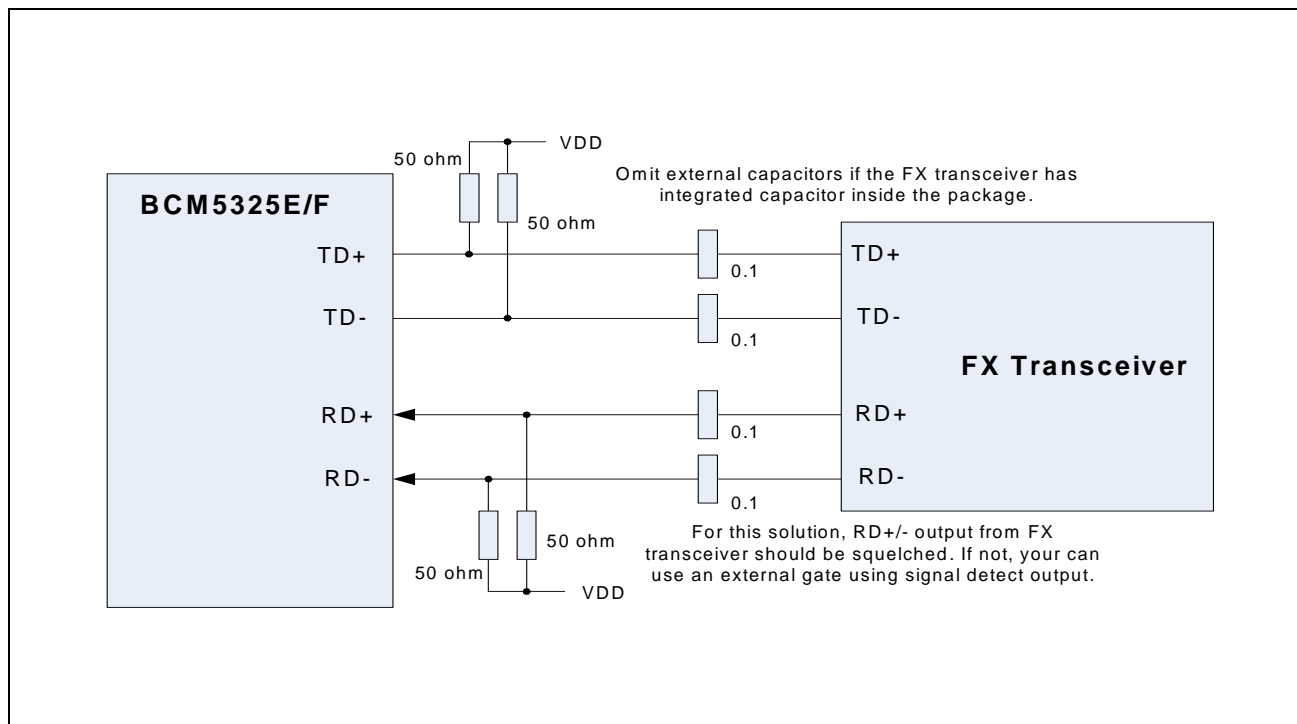 VDD
50 ohm
Omit external capacitors if the FX transceiver has
integrated capacitor inside the package.
BCM5325E/F
50 ohm
TD+
0.1
TD+
TD-
0.1
TD-
FX Transceiver
RD+
0.1
RD+
RD-
0.1
RD-
For this solution, RD+/- output from FX
transceiver should be squelched. If not, your can
use an external gate using signal detect output.
50 ohm
50 ohm
VDD